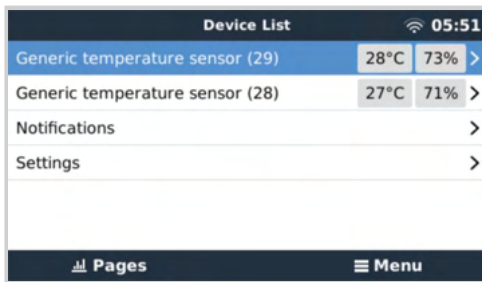 Device List 05:51
Generic temperature sensor (29) 28°C 73% >
Generic temperature sensor (28) 27°C 71% >
Notifications >
Settings >
Pages Menu